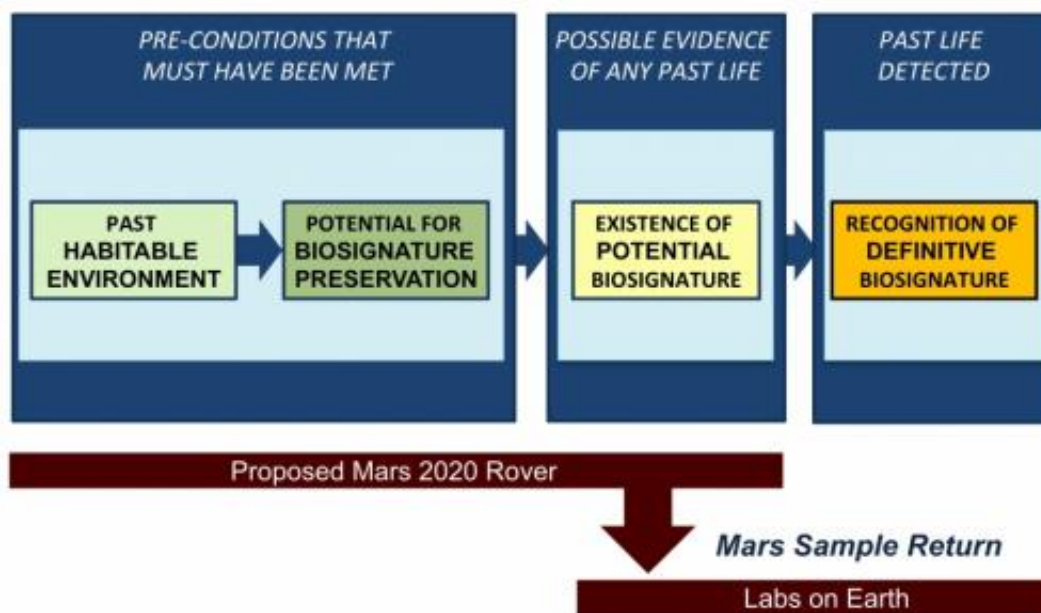 PRE-CONDITIONS THAT
MUST HAVE BEEN MET
POSSIBLE EVIDENCE
OF ANY PAST LIFE
PAST LIFE
DETECTED
PAST
HABITABLE
ENVIRONMENT
POTENTIAL FOR
BIOSIGNATURE
PRESERVATION
EXISTENCE OF
POTENTIAL
BIOSIGNATURE
RECOGNITION OF
DEFINITIVE
BIOSIGNATURE
Proposed Mars 2020 Rover
Mars Sample Return
Labs on Earth